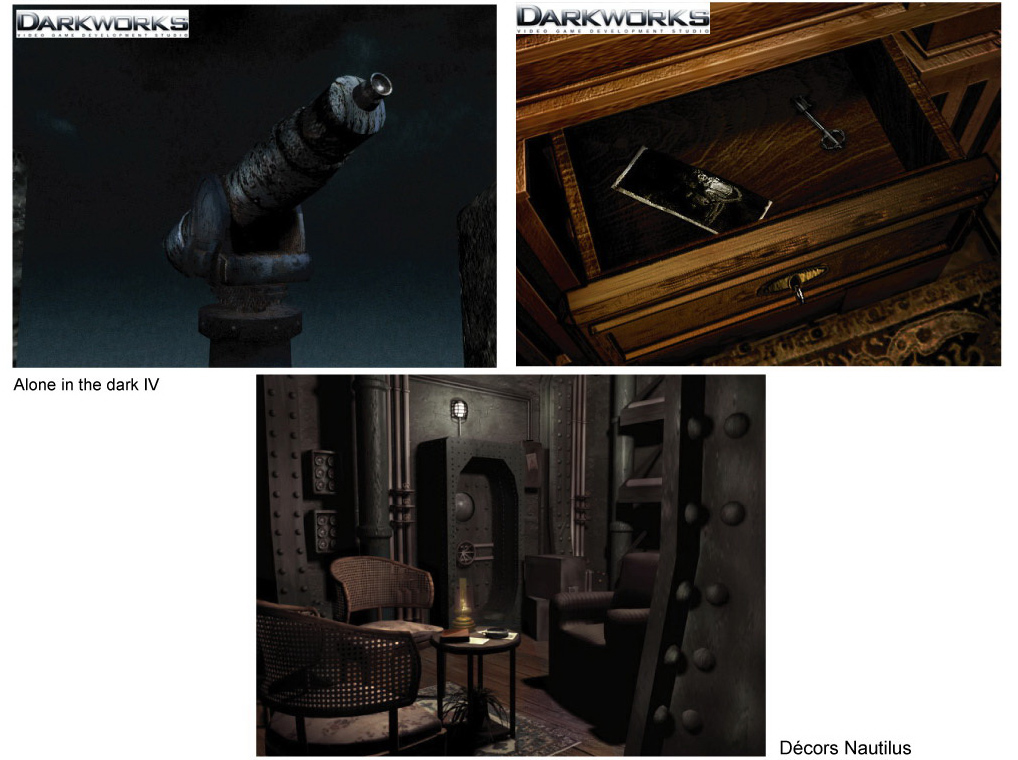 DARKWORKS
VIDEO GAME DEVELOPMENT STUDIO
DARKWORKS
VIDEO GAME DEVELOPMENT STUDIO
Alone in the dark IV
Décors Nautilus